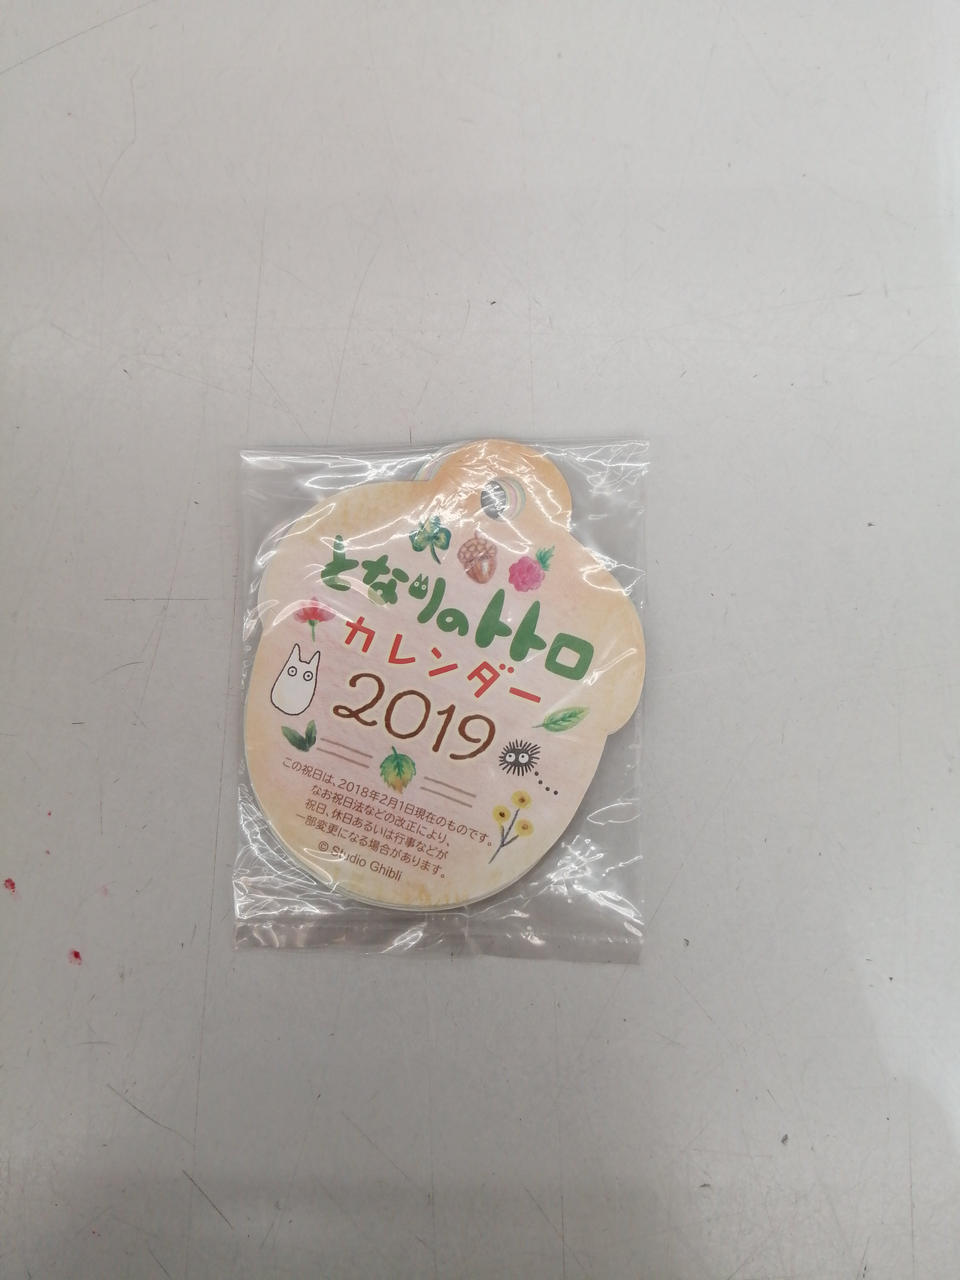 となりのトトロ
カレンダー
2019
この祝日は、2018年2月1日現在のものです。
なお祝日法などの改正により、
祝日、休日あるいは行事などが
一部変更になる場合があります。
© Studio Ghibli